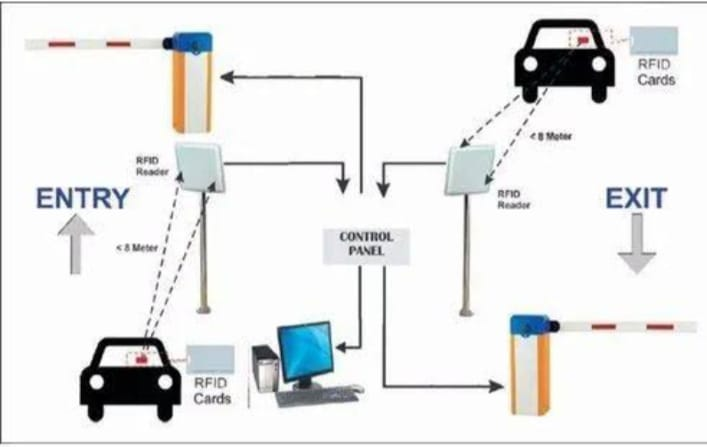 RFID
Cards
< 8 Meter
RFID
Reader
ENTRY
RFID
Reader
EXIT
CONTROL
PANEL
< 8 Meter
RFID
Cards